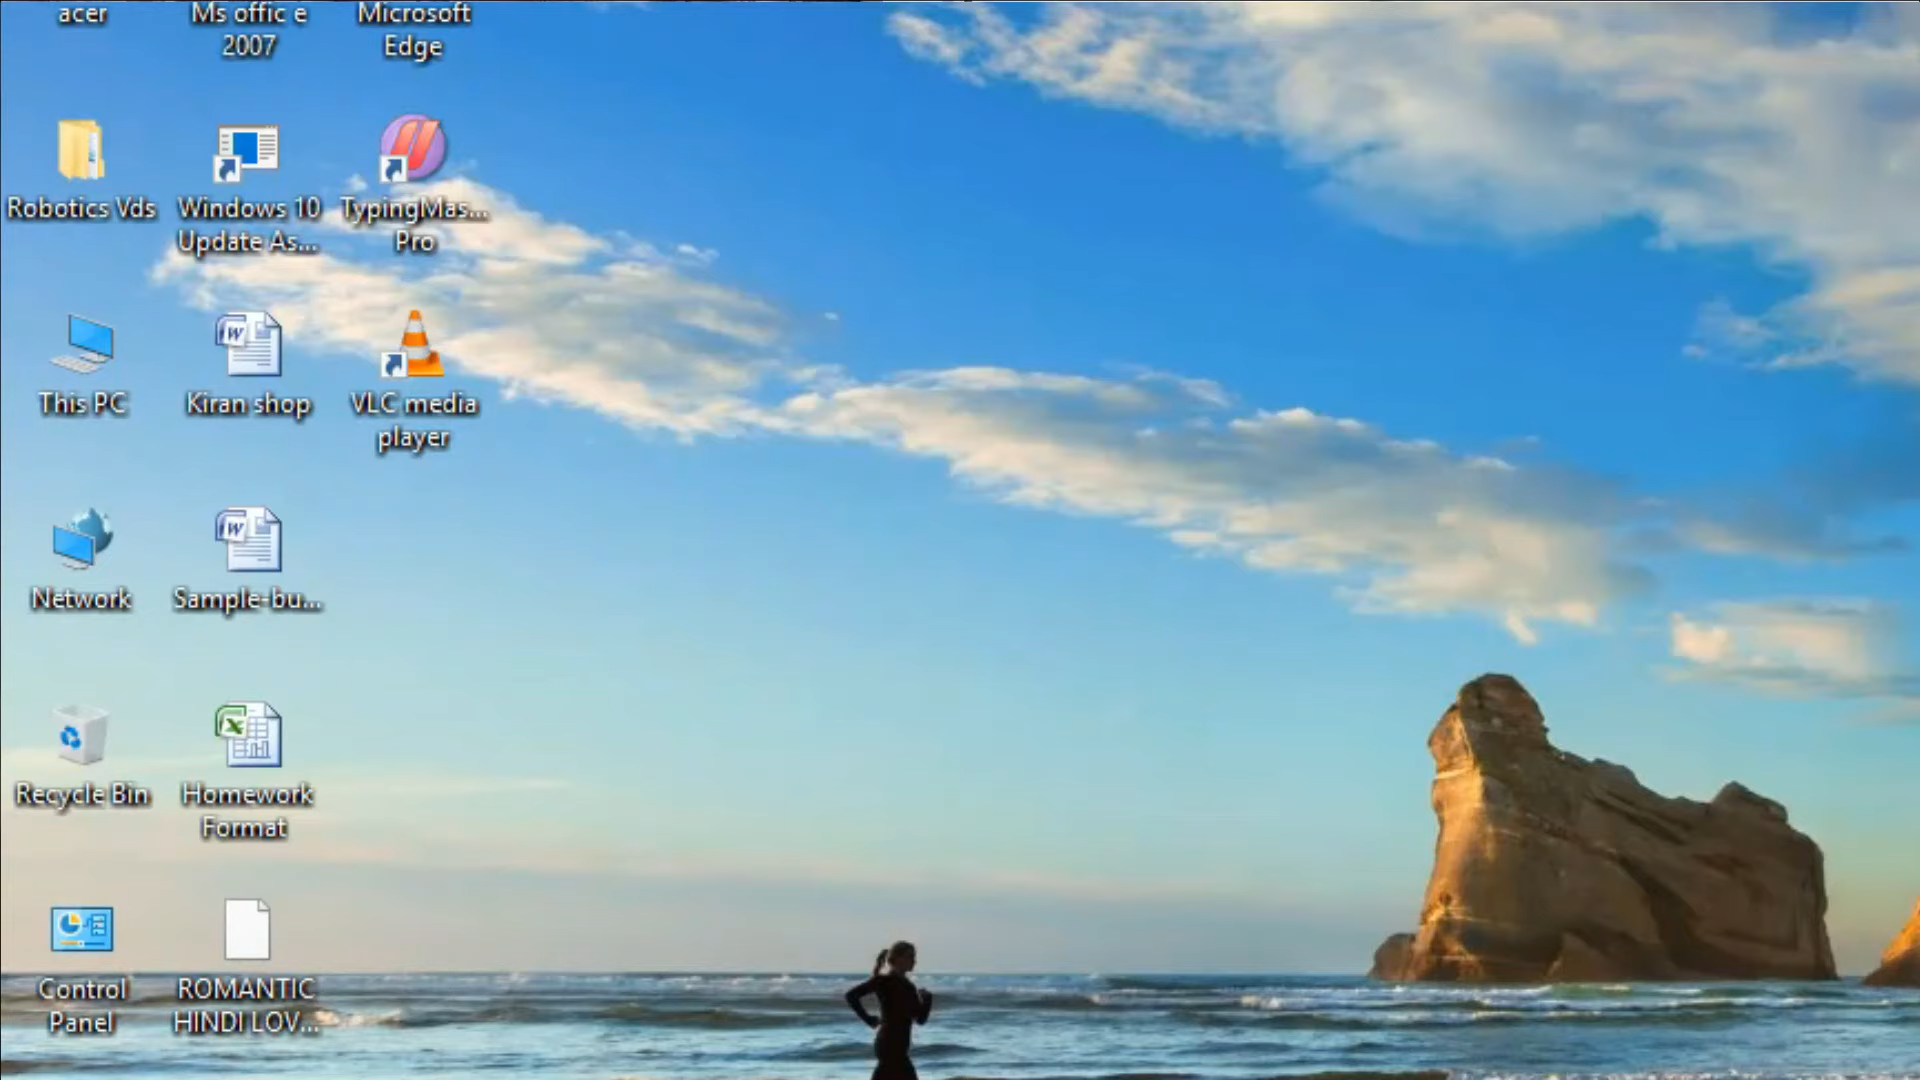 acer
Ms offic e
2007
Microsoft
Edge
Robotics Vds
Windows 10
Update As...
TypingMas...
Pro
This PC
Kiran shop
VLC media
player
Network
Sample-bu...
Recycle Bin
Homework
Format
Control
Panel
ROMANTIC
HINDI LOV...